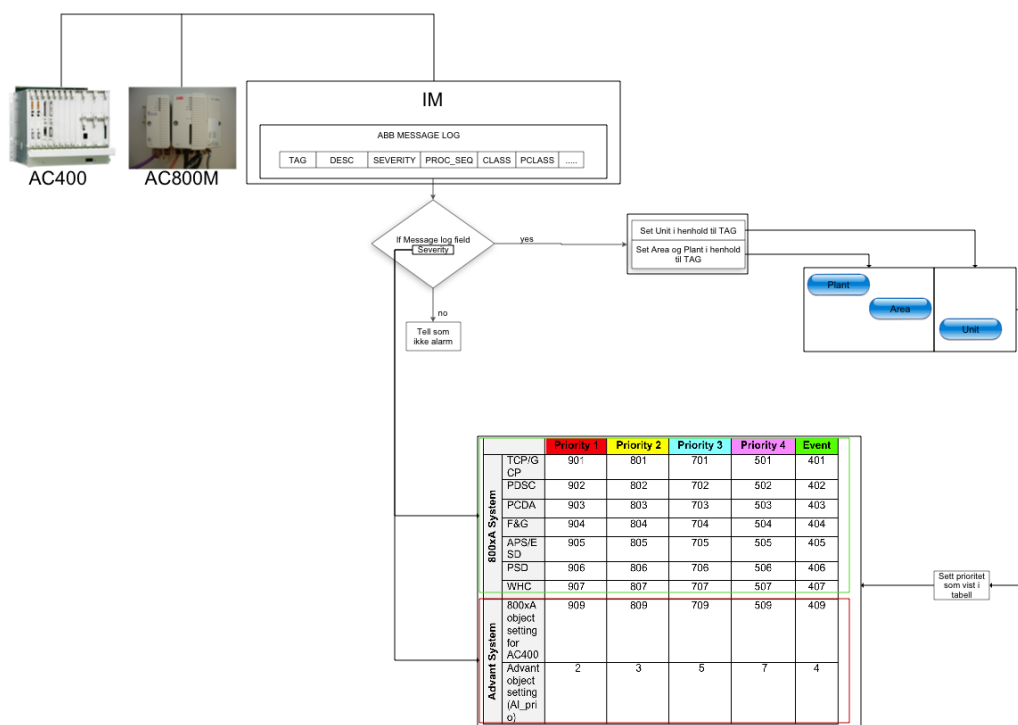 IM
ABB MESSAGE LOG
TAG DESC SEVERITY PROC_SEQ CLASS PCLASS .....
AC400
AC800M
If Message log field
Severity
yes
Set Unit i henhold til TAG
Set Area og Plant i henhold
til TAG
Plant
Area
Unit
no
Tell som
ikke alarm
Priority 1 Priority 2 Priority 3 Priority 4 Event
800xA System
TCP/G
CP
901 801 701 501 401
PDSC 902 802 702 502 402
PCDA 903 803 703 503 403
F&G 904 804 704 504 404
APS/E
SD
905 805 705 505 405
PSD 906 806 706 506 406
WHC 907 807 707 507 407
Advant System
800xA
object
setting
for
AC400
909 809 709 509 409
Advant
object
setting
(AI_pri
o)
2 3 5 7 4
Sett prioritet
som vist i
tabell